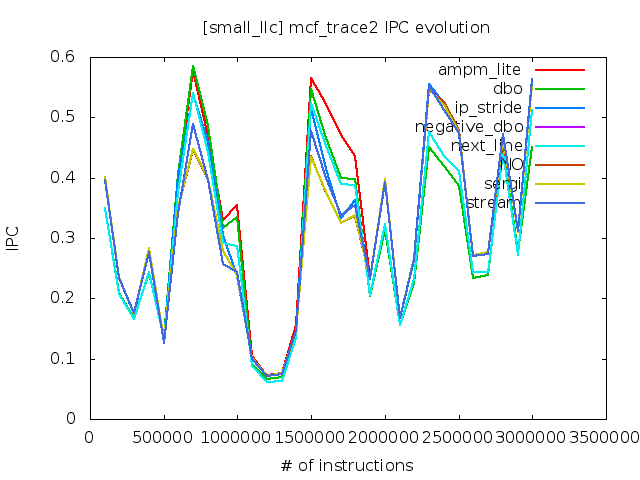 [small_llc] mcf_trace2 IPC evolution
0.6
0.5
0.4
0.3
0.2
0.1
0
IPC
ampm_lite
dbo
ip_stride
negative_dbo
next_line
NO
sergi
stream
0 500000 1000000 1500000 2000000 2500000 3000000 3500000
# of instructions